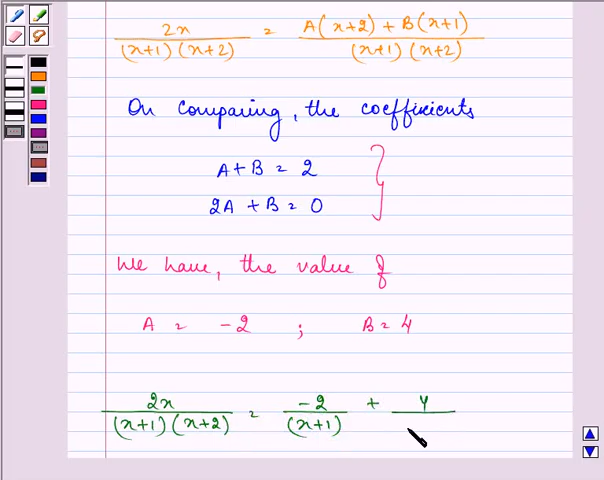 2x / (x+1)(x+2) = A(x+2) + B(x+1) / (x+1)(x+2)
On comparing, the coefficients
A+B = 2
2A + B = 0
We have, the value of
A = -2 ; B = 4
2x / (x+1)(x+2) = -2 / (x+1) + 4